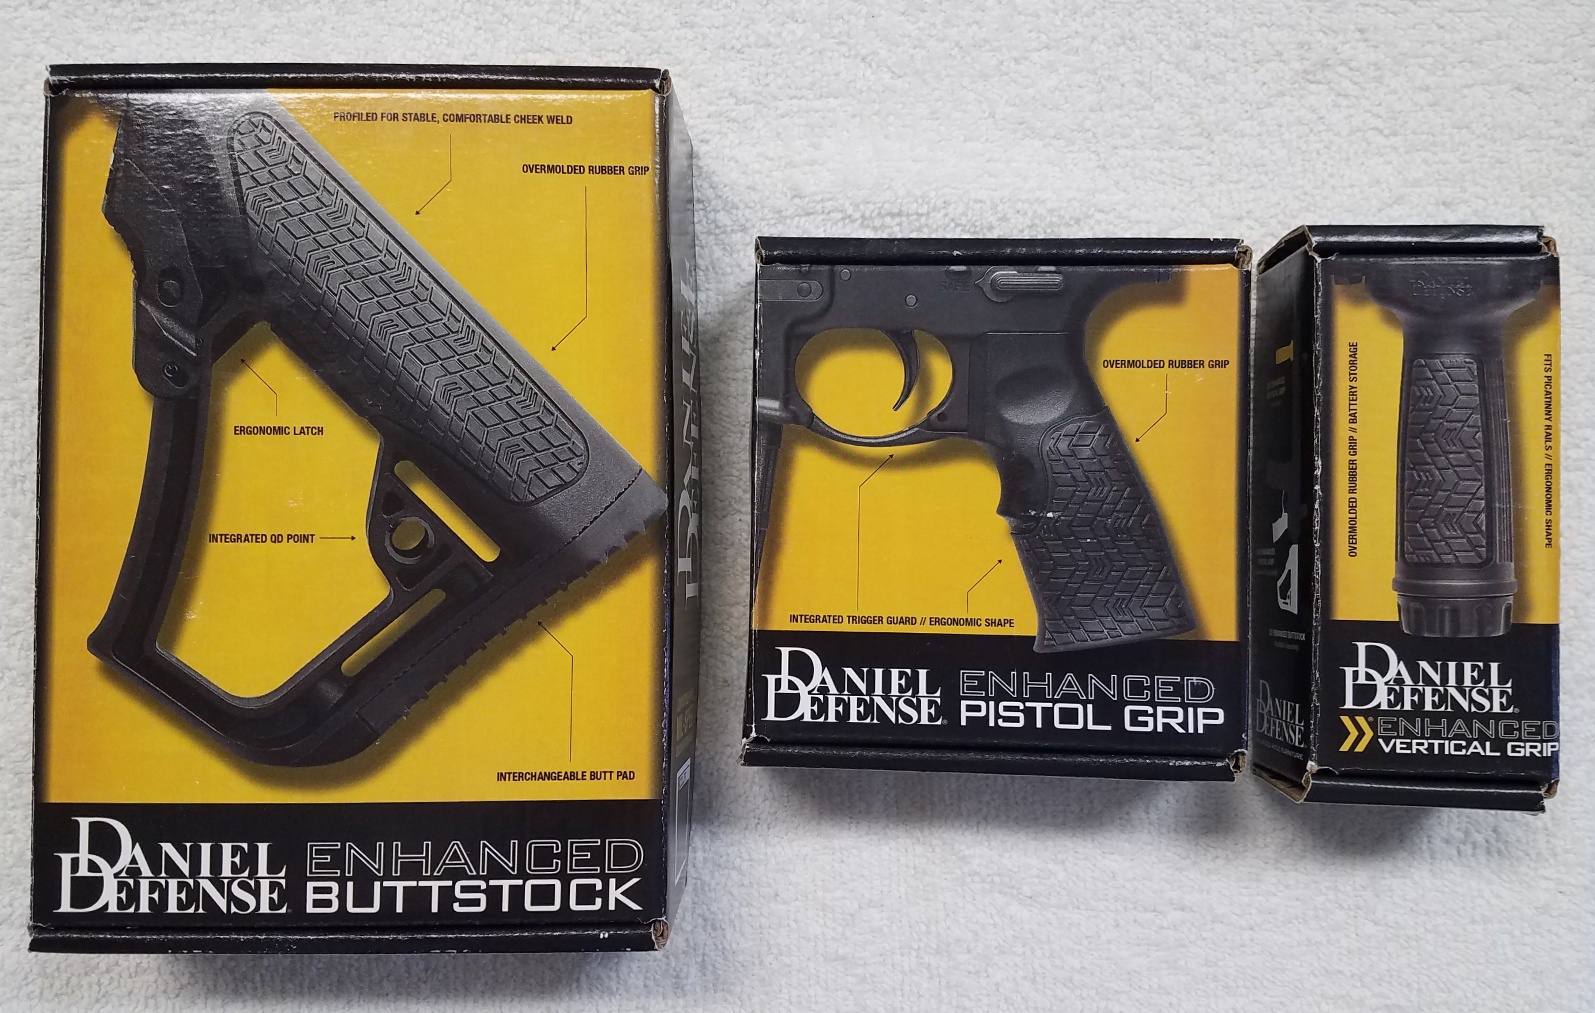 PROFILED FOR STABLE, COMFORTABLE CHEEK WELD
OVERMOLDED RUBBER GRIP
ERGONOMIC LATCH
INTEGRATED QD POINT
INTERCHANGEABLE BUTT PAD
DANIEL DEFENSE
ENHANCED
BUTTSTOCK
SAFE
OVERMOLDED RUBBER GRIP
INTEGRATED TRIGGER GUARD // ERGONOMIC SHAPE
DANIEL DEFENSE
ENHANCED
PISTOL GRIP
DANIEL DEFENSE
OVERMOLDED RUBBER GRIP // BATTERY STORAGE
FITS PICATINNY RAILS // ERGONOMIC SHAPE
DANIEL DEFENSE
ENHANCED
VERTICAL GRIP